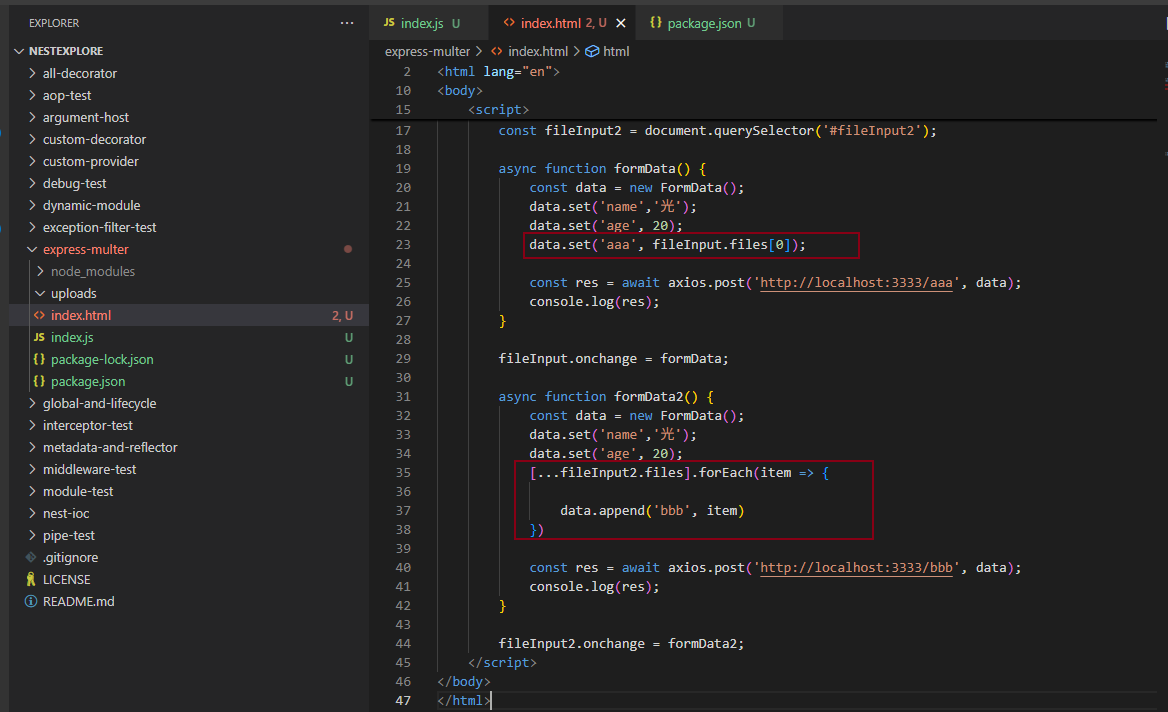 EXPLORER
NESTEXPLORE
all-decorator
aop-test
argument-host
custom-decorator
custom-provider
debug-test
dynamic-module
exception-filter-test
express-multer
node_modules
uploads
index.html 2, U
index.js U
package-lock.json U
package.json U
global-and-lifecycle
interceptor-test
metadata-and-reflector
middleware-test
module-test
nest-ioc
pipe-test
.gitignore
LICENSE
README.md
JS index.js U
index.html 2, U
{} package.json U
express-multer > index.html > html
2 <html lang="en">
10 <body>
15 <script>
17 const fileInput2 = document.querySelector('#fileInput2');
18
19 async function formData() {
20 const data = new FormData();
21 data.set('name','光');
22 data.set('age', 20);
23 data.set('aaa', fileInput.files[0]);
24
25 const res = await axios.post('http://localhost:3333/aaa', data);
26 console.log(res);
27 }
28
29 fileInput.onchange = formData;
30
31 async function formData2() {
32 const data = new FormData();
33 data.set('name','光');
34 data.set('age', 20);
35 [...fileInput2.files].forEach(item => {
36
37 data.append('bbb', item)
38 })
39
40 const res = await axios.post('http://localhost:3333/bbb', data);
41 console.log(res);
42 }
43
44 fileInput2.onchange = formData2;
45 </script>
46 </body>
47 </html>